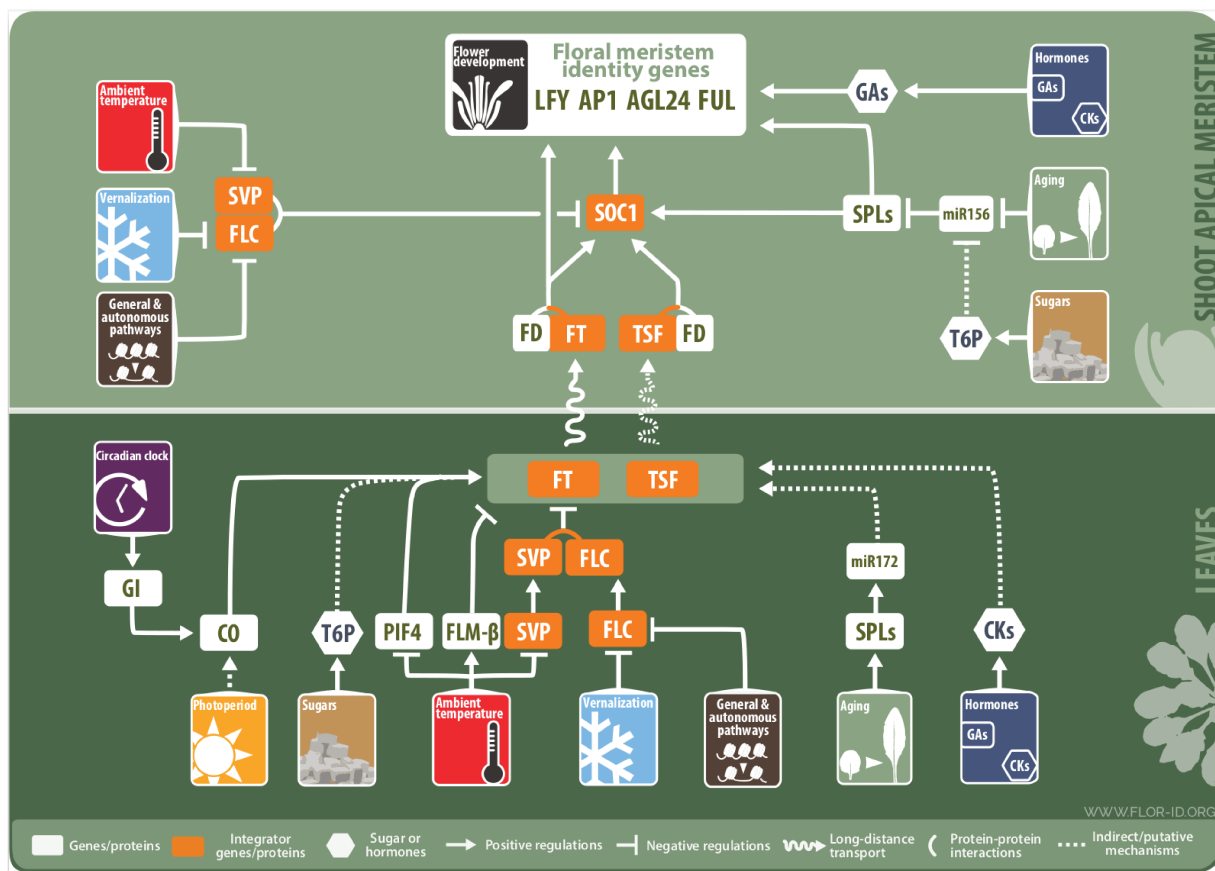 Flower
development
Floral meristem
identity genes
LFY AP1 AGL24 FUL
Ambient
temperature
Vernalization
General &
autonomous
pathways
SVP
FLC
SOC1
GAs
Hormones
GAs
CKs
SPLs
miR156
Aging
T6P
Sugars
FD
FT
TSF
FD
SHOOT APICAL MERISTEM
Circadian clock
GI
CO
Photoperiod
FT
TSF
SVP
FLC
T6P
Sugars
PIF4
FLM-β
SVP
FLC
Ambient
temperature
Vernalization
General &
autonomous
pathways
miR172
SPLs
Aging
CKs
Hormones
GAs
CKs
LEAVES
WWW.FLOR-ID.ORG
Genes/proteins
Integrator
genes/proteins
Sugar or
hormones
Positive regulations
Negative regulations
Long-distance
transport
Protein-protein
interactions
Indirect/putative
mechanisms